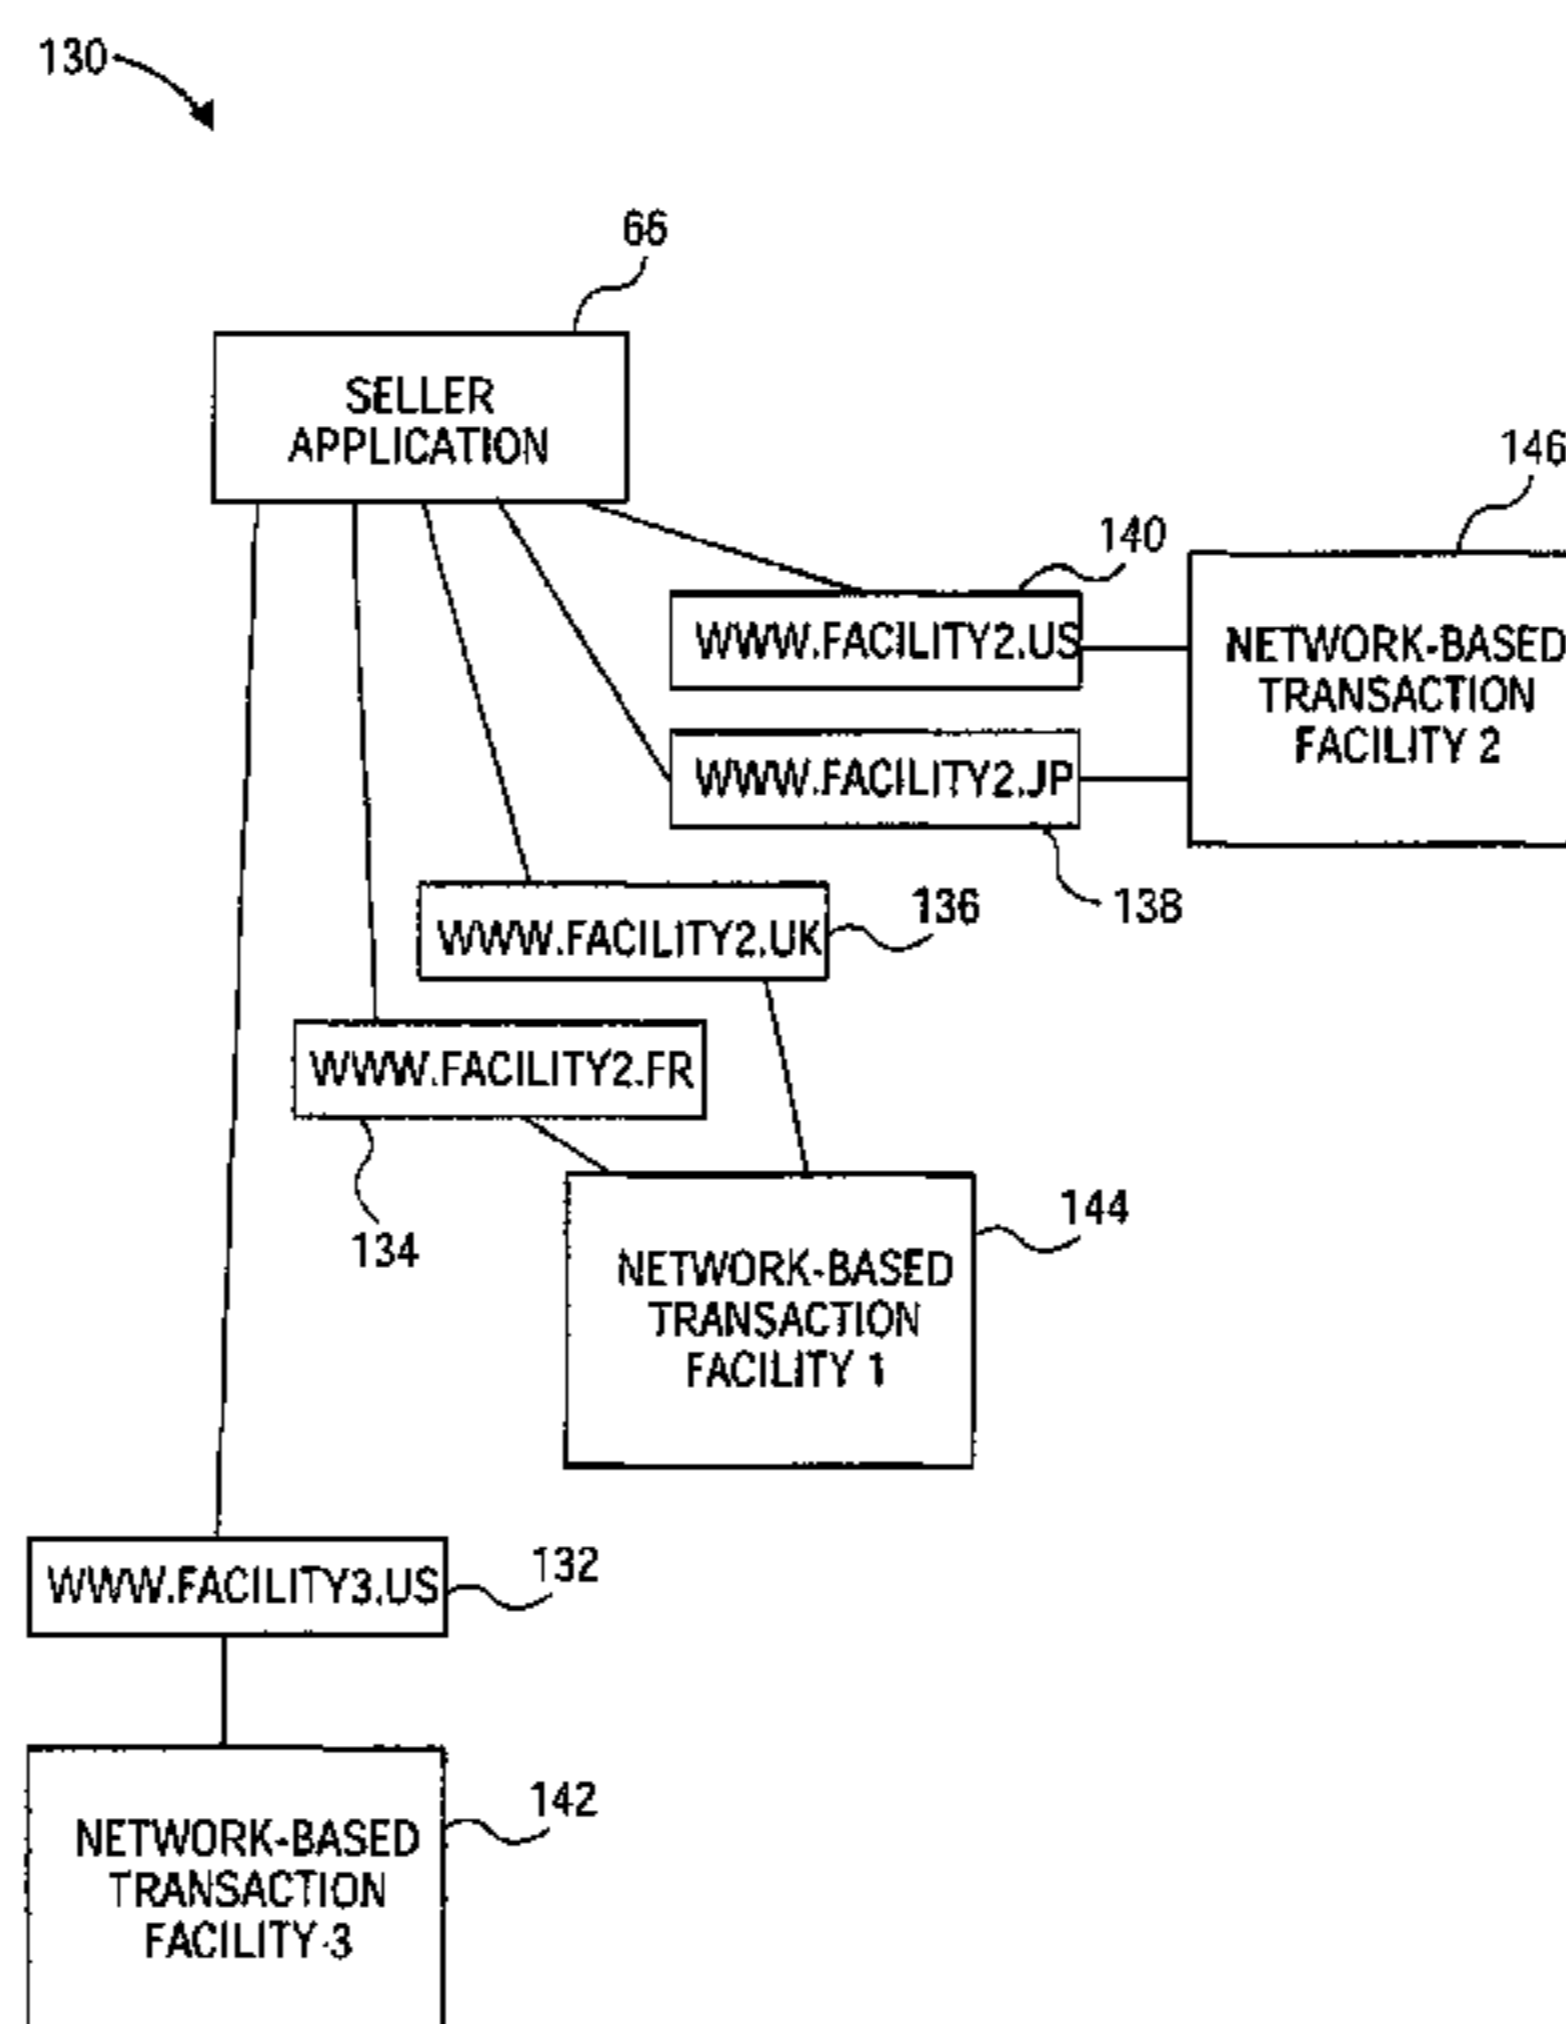 130
66
SELLER
APPLICATION
146
140
WWW.FACILITY2.US
NETWORK-BASED
TRANSACTION
FACILITY 2
WWW.FACILITY2.JP
138
136
WWW.FACILITY2.UK
WWW.FACILITY2.FR
134
144
NETWORK-BASED
TRANSACTION
FACILITY 1
132
WWW.FACILITY3.US
142
NETWORK-BASED
TRANSACTION
FACILITY 3